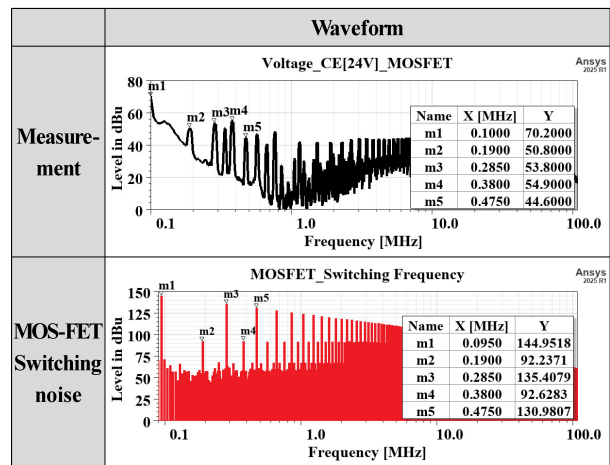 Waveform
Measure-
ment
Voltage_CE[24V]_MOSFET
Ansys
2025 R1
Level in dBu
80
60
40
20
0
m1
m2
m3
m4
m5
Name X [MHz] Y
m1 0.1000 70.2000
m2 0.1900 50.8000
m3 0.2850 53.8000
m4 0.3800 54.9000
m5 0.4750 44.6000
0.1 1.0 10.0 100.0
Frequency [MHz]
MOS-FET
Switching
noise
MOSFET_Switching Frequency
Ansys
2025 R1
Level in dBu
150
125
100
75
50
25
0
m1
m2
m3
m4
m5
Name X [MHz] Y
m1 0.0950 144.9518
m2 0.1900 92.2371
m3 0.2850 135.4079
m4 0.3800 92.6283
m5 0.4750 130.9807
0.1 1.0 10.0 100.0
Frequency [MHz]